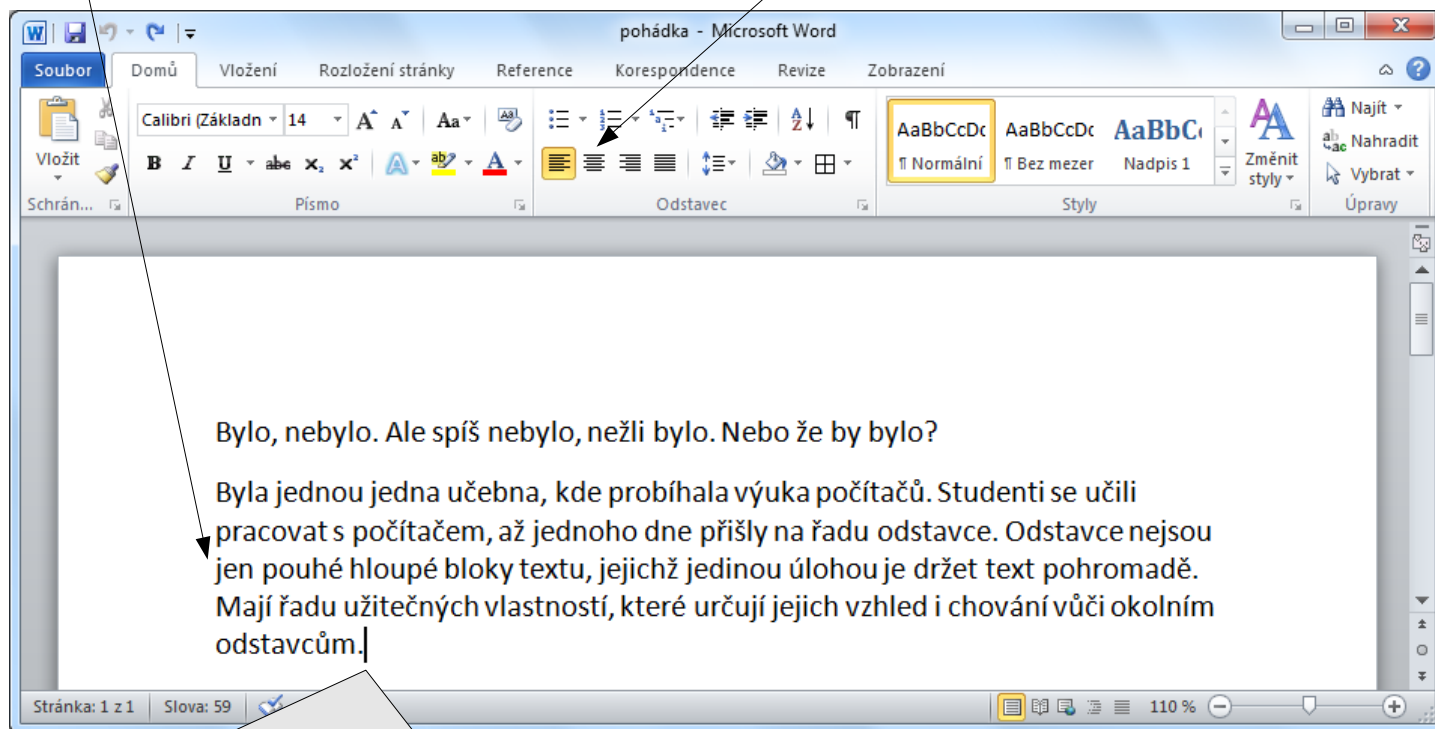 pohádka - Microsoft Word
Soubor Domů Vložení Rozložení stránky Reference Korespondence Revize Zobrazení
Calibri (Základn 14 Aa
AaBbCcDc AaBbCcDc AaBbC
Najít
Nahradit
Vybrat
Vložit
B I U abc x₂ x² A ab A
¶ Normální ¶ Bez mezer Nadpis 1
Změnit
styly
Schrán... Písmo Odstavec Styly Úpravy
Bylo, nebylo. Ale spíš nebylo, nežli bylo. Nebo že by bylo?
Byla jednou jedna učebna, kde probíhala výuka počítačů. Studenti se učili
pracovat s počítačem, až jednoho dne přišly na řadu odstavce. Odstavce nejsou
jen pouhé hloupé bloky textu, jejichž jedinou úlohou je držet text pohromadě.
Mají řadu užitečných vlastností, které určují jejich vzhled i chování vůči okolním
odstavcům.
Stránka: 1 z 1 Slova: 59 110 %